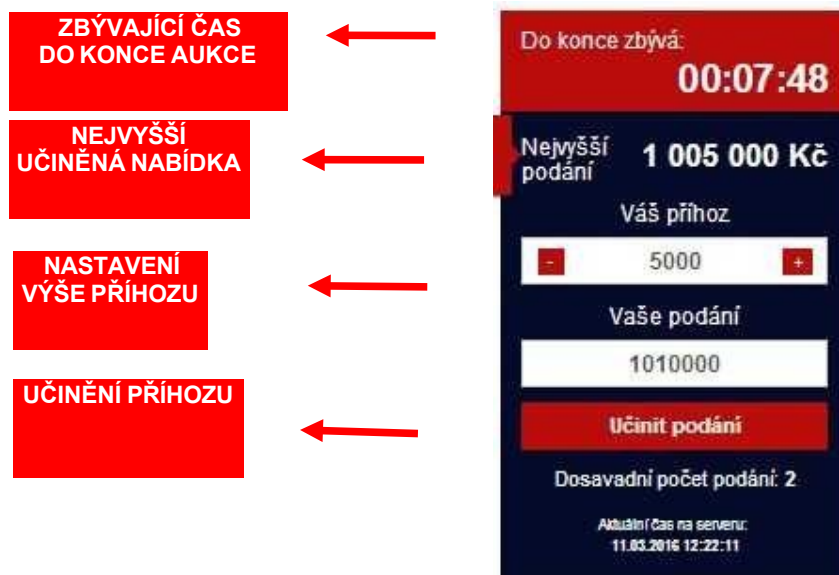 ZBÝVAJÍCÍ ČAS
DO KONCE AUKCE
NEJVYŠŠÍ
UČINĚNÁ NABÍDKA
NASTAVENÍ
VÝŠE PŘÍHOZU
UČINĚNÍ PŘÍHOZU
Do konce zbývá:
00:07:48
Nejvyšší
podání
1 005 000 Kč
Váš příhoz
- 5000 +
Vaše podání
1010000
Učinit podání
Dosavadní počet podání: 2
Aktuální čas na serveru:
11.03.2016 12:22:11